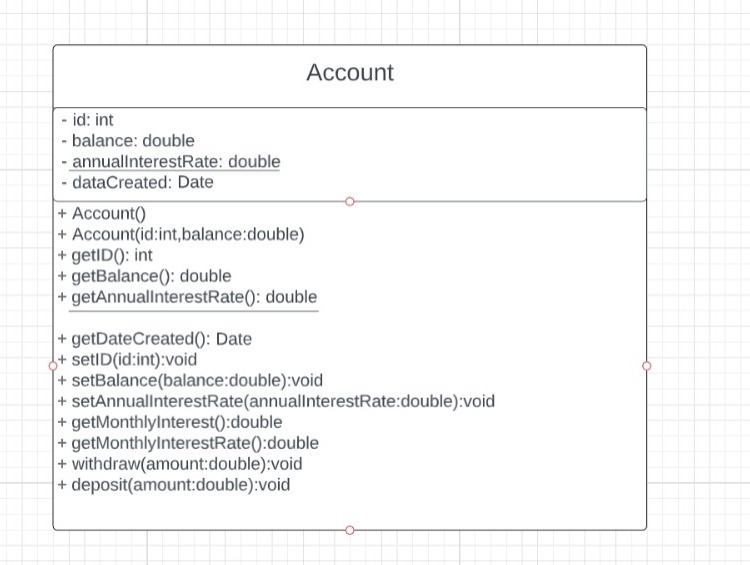 Account
- id: int
- balance: double
- annualInterestRate: double
- dataCreated: Date
+ Account()
+ Account(id:int,balance:double)
+ getID(): int
+ getBalance(): double
+ getAnnualInterestRate(): double
+ getDateCreated(): Date
+ setID(id:int):void
+ setBalance(balance:double):void
+ setAnnualInterestRate(annualInterestRate:double):void
+ getMonthlyInterest():double
+ getMonthlyInterestRate():double
+ withdraw(amount:double):void
+ deposit(amount:double):void